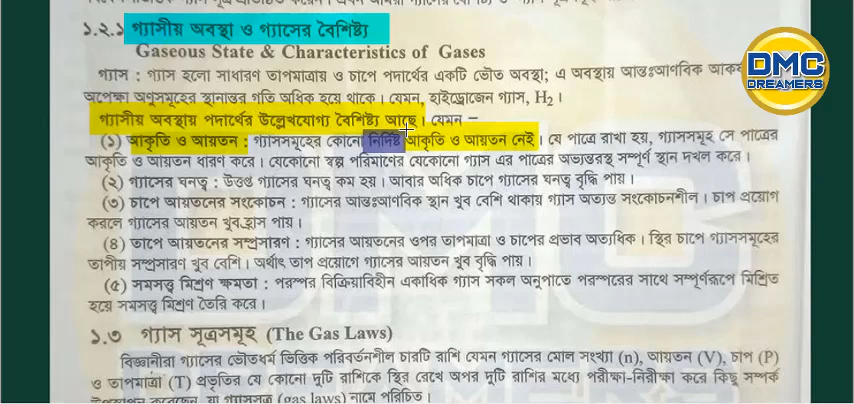 ১.২.১ গ্যাসীয় অবস্থা ও গ্যাসের বৈশিষ্ট্য
Gaseous State & Characteristics of Gases
গ্যাস : গ্যাস হলো সাধারণ তাপমাত্রায় ও চাপে পদার্থের একটি ভৌত অবস্থা; এ অবস্থায় আন্তঃআণবিক
অপেক্ষা অণুসমূহের স্থানান্তর গতি অধিক হয়ে থাকে। যেমন, হাইড্রোজেন গ্যাস, H₂।
গ্যাসীয় অবস্থায় পদার্থের উল্লেখযোগ্য বৈশিষ্ট্য আছে। যেমন –
(১) আকৃতি ও আয়তন : গ্যাসসমূহের কোনো নির্দিষ্ট আকৃতি ও আয়তন নেই। যে পাত্রে রাখা হয়, গ্যাসসমূহ সে পাত্রের
আকৃতি ও আয়তন ধারণ করে। যেকোনো স্বল্প পরিমাণের যেকোনো গ্যাস এর পাত্রের অভ্যন্তরস্থ সম্পূর্ণ স্থান দখল করে।
(২) গ্যাসের ঘনত্ব : উত্তপ্ত গ্যাসের ঘনত্ব কম হয়। আবার অধিক চাপে গ্যাসের ঘনত্ব বৃদ্ধি পায়।
(৩) চাপে আয়তনের সংকোচন : গ্যাসের আন্তঃআণবিক স্থান খুব বেশি থাকায় গ্যাস অত্যন্ত সংকোচনশীল। চাপ প্রয়োগ
করলে গ্যাসের আয়তন খুব হ্রাস পায়।
(৪) তাপে আয়তনের সম্প্রসারণ : গ্যাসের আয়তনের ওপর তাপমাত্রা ও চাপের প্রভাব অত্যধিক। স্থির চাপে গ্যাসসমূহের
তাপীয় সম্প্রসারণ খুব বেশি। অর্থাৎ তাপ প্রয়োগে গ্যাসের আয়তন খুব বৃদ্ধি পায়।
(৫) সমসত্ত্ব মিশ্রণ ক্ষমতা : পরস্পর বিক্রিয়াবিহীন একাধিক গ্যাস সকল অনুপাতে পরস্পরের সাথে সম্পূর্ণরূপে মিশ্রিত
হয়ে সমসত্ত্ব মিশ্রণ তৈরি করে।
১.৩ গ্যাস সূত্রসমূহ (The Gas Laws)
বিজ্ঞানীরা গ্যাসের ভৌতধর্ম ভিত্তিক পরিবর্তনশীল চারটি রাশি যেমন গ্যাসের মোল সংখ্যা (n), আয়তন (V), চাপ (P)
ও তাপমাত্রা (T) প্রভৃতির যে কোনো দুটি রাশিকে স্থির রেখে অপর দুটি রাশির মধ্যে পরীক্ষা-নিরীক্ষা করে কিছু সম্পর্ক
(gas laws) নামে পরিচিত।
DMC
DREAMERS
DMC